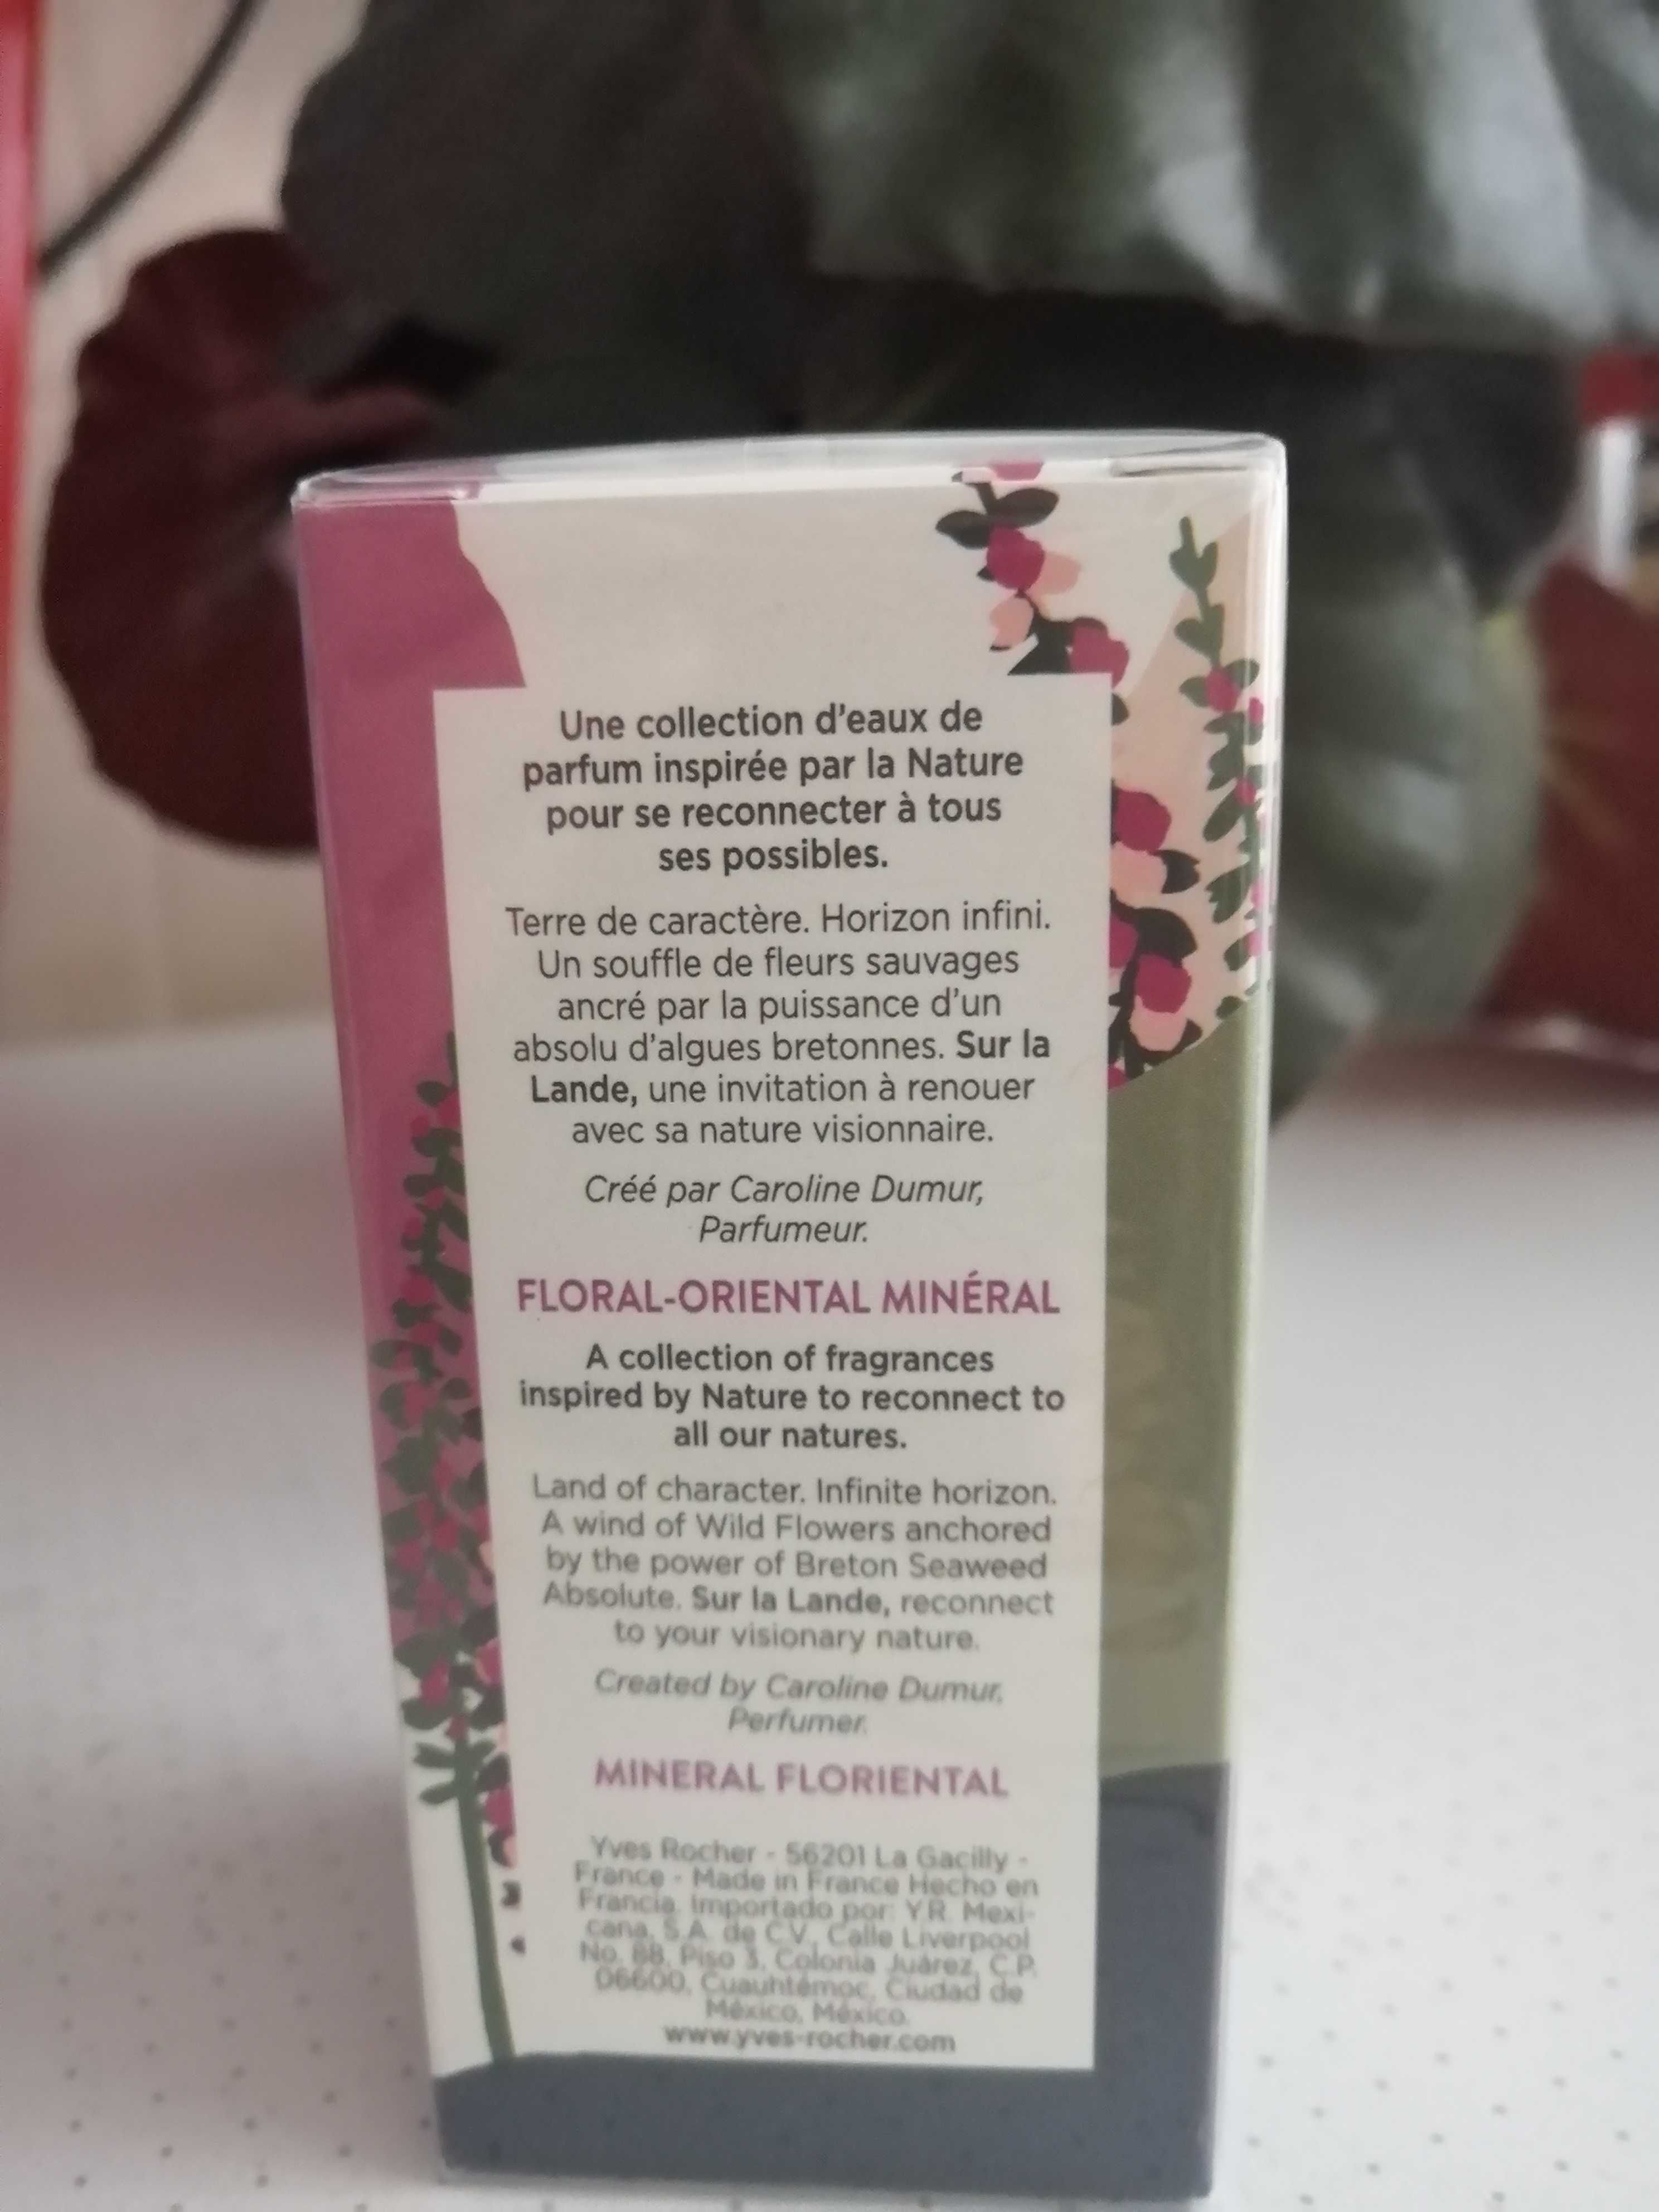 Une collection d'eaux de
parfum inspirée par la Nature
pour se reconnecter à tous
ses possibles.
Terre de caractère. Horizon infini.
Un souffle de fleurs sauvages
ancré par la puissance d'un
absolu d'algues bretonnes. Sur la
Lande, une invitation à renouer
avec sa nature visionnaire.
Créé par Caroline Dumur,
Parfumeur.
FLORAL-ORIENTAL MINÉRAL
A collection of fragrances
inspired by Nature to reconnect to
all our natures.
Land of character. Infinite horizon.
A wind of Wild Flowers anchored
by the power of Breton Seaweed
Absolute. Sur la Lande, reconnect
to your visionary nature.
Created by Caroline Dumur,
Perfumer.
MINERAL FLORIENTAL
Yves Rocher - 56201 La Gacilly -
France - Made in France Hecho en
Francia. Importado por: YR. Mexi-
cana, S.A. de C.V., Calle Liverpool
No. 88, Piso 3, Colonia Juárez, C.P.
06600, Cuauhtémoc, Ciudad de
México, México.
www.yves-rocher.com